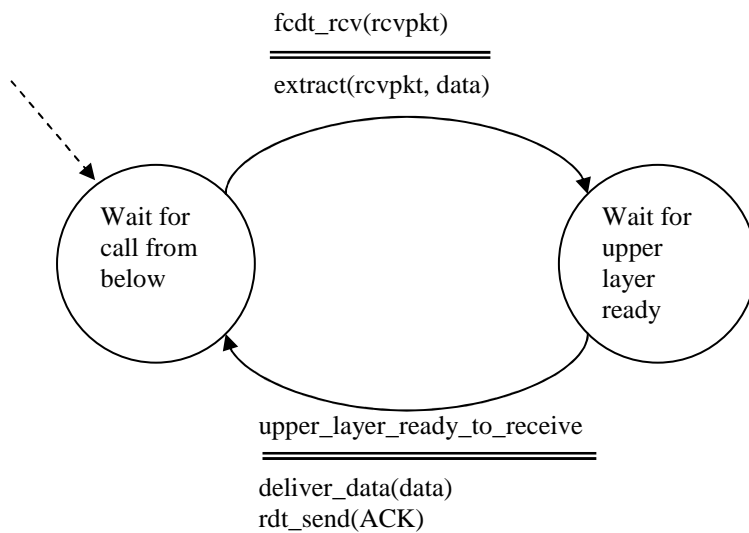 fcdt_rcv(rcvpkt)
extract(rcvpkt, data)
Wait for
call from
below
Wait for
upper
layer
ready
upper_layer_ready_to_receive
deliver_data(data)
rdt_send(ACK)